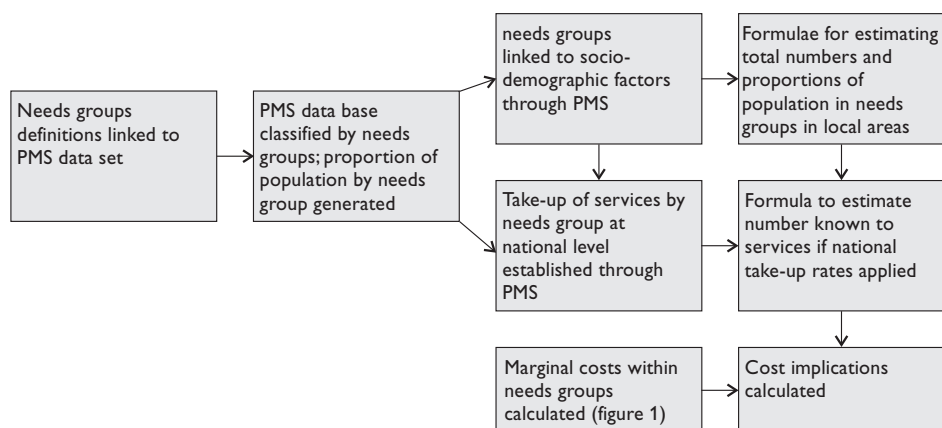 Needs groups
definitions linked to
PMS data set
PMS data base
classified by needs
groups; proportion of
population by needs
group generated
needs groups
linked to socio-
demographic factors
through PMS
Formulae for estimating
total numbers and
proportions of
population in needs
groups in local areas
Take-up of services by
needs group at
national level
established through
PMS
Formula to estimate
number known to
services if national
take-up rates applied
Marginal costs within
needs groups
calculated (figure 1)
Cost implications
calculated